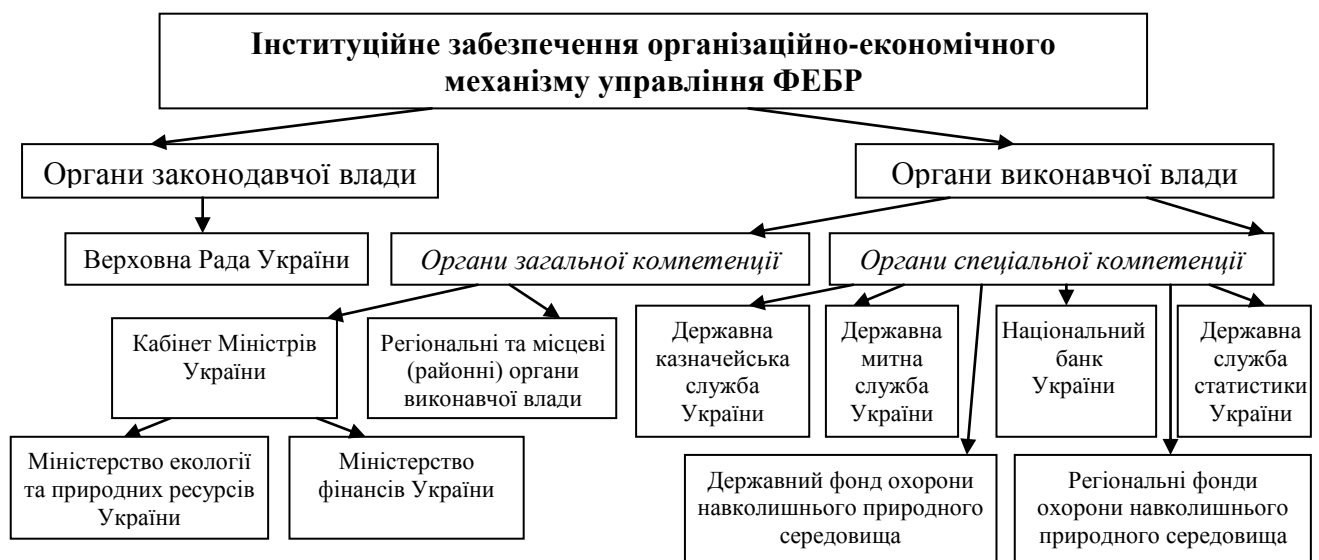 Інституційне забезпечення організаційно-економічного
механізму управління ФЕБР
Органи законодавчої влади
Органи виконавчої влади
Верховна Рада України
Органи загальної компетенції
Органи спеціальної компетенції
Кабінет Міністрів
України
Регіональні та місцеві
(районні) органи
виконавчої влади
Державна
казначейська
служба
України
Державна
митна
служба
України
Національний
банк
України
Державна
служба
статистики
України
Міністерство екології
та природних ресурсів
України
Міністерство
фінансів України
Державний фонд охорони
навколишнього природного
середовища
Регіональні фонди
охорони навколишнього
природного середовища